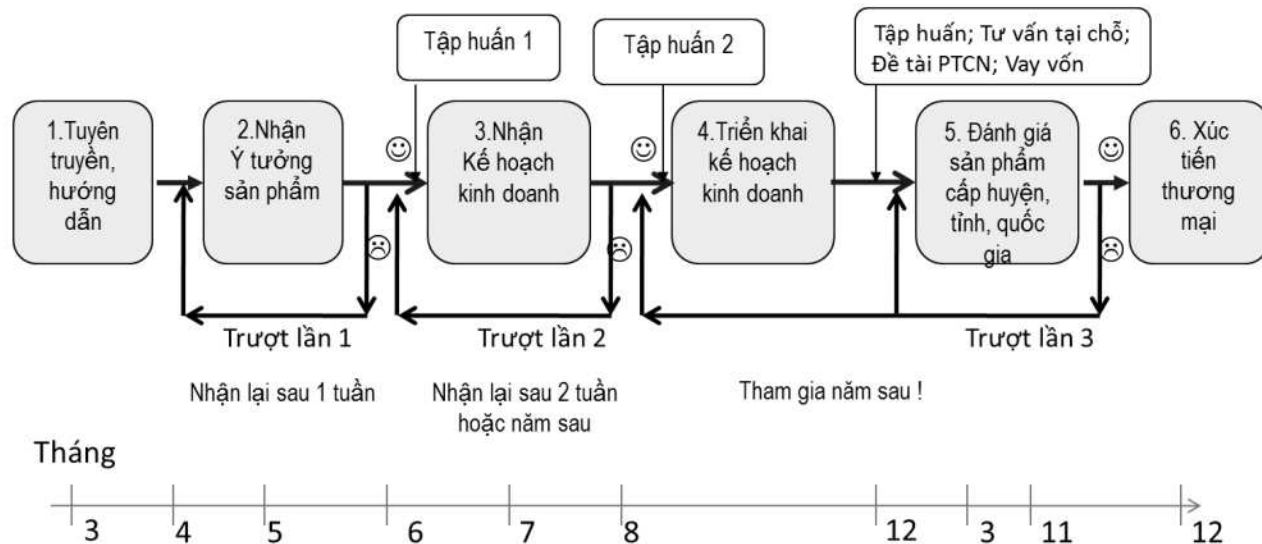 Tập huấn 1
Tập huấn 2
Tập huấn; Tư vấn tại chỗ;
Đề tài PTCN; Vay vốn
1.Tuyên
truyền,
hướng
dẫn
2.Nhận
Ý tưởng
sản phẩm
3.Nhận
Kế hoạch
kinh doanh
4.Triển khai
kế hoạch
kinh doanh
5. Đánh giá
sản phẩm
cấp huyện,
tỉnh, quốc
gia
6. Xúc
tiến
thương
mại
Trượt lần 1
Trượt lần 2
Trượt lần 3
Nhận lại sau 1 tuần
Nhận lại sau 2 tuần
hoặc năm sau
Tham gia năm sau !
Tháng
3 4 5 6 7 8 12 3 11 12